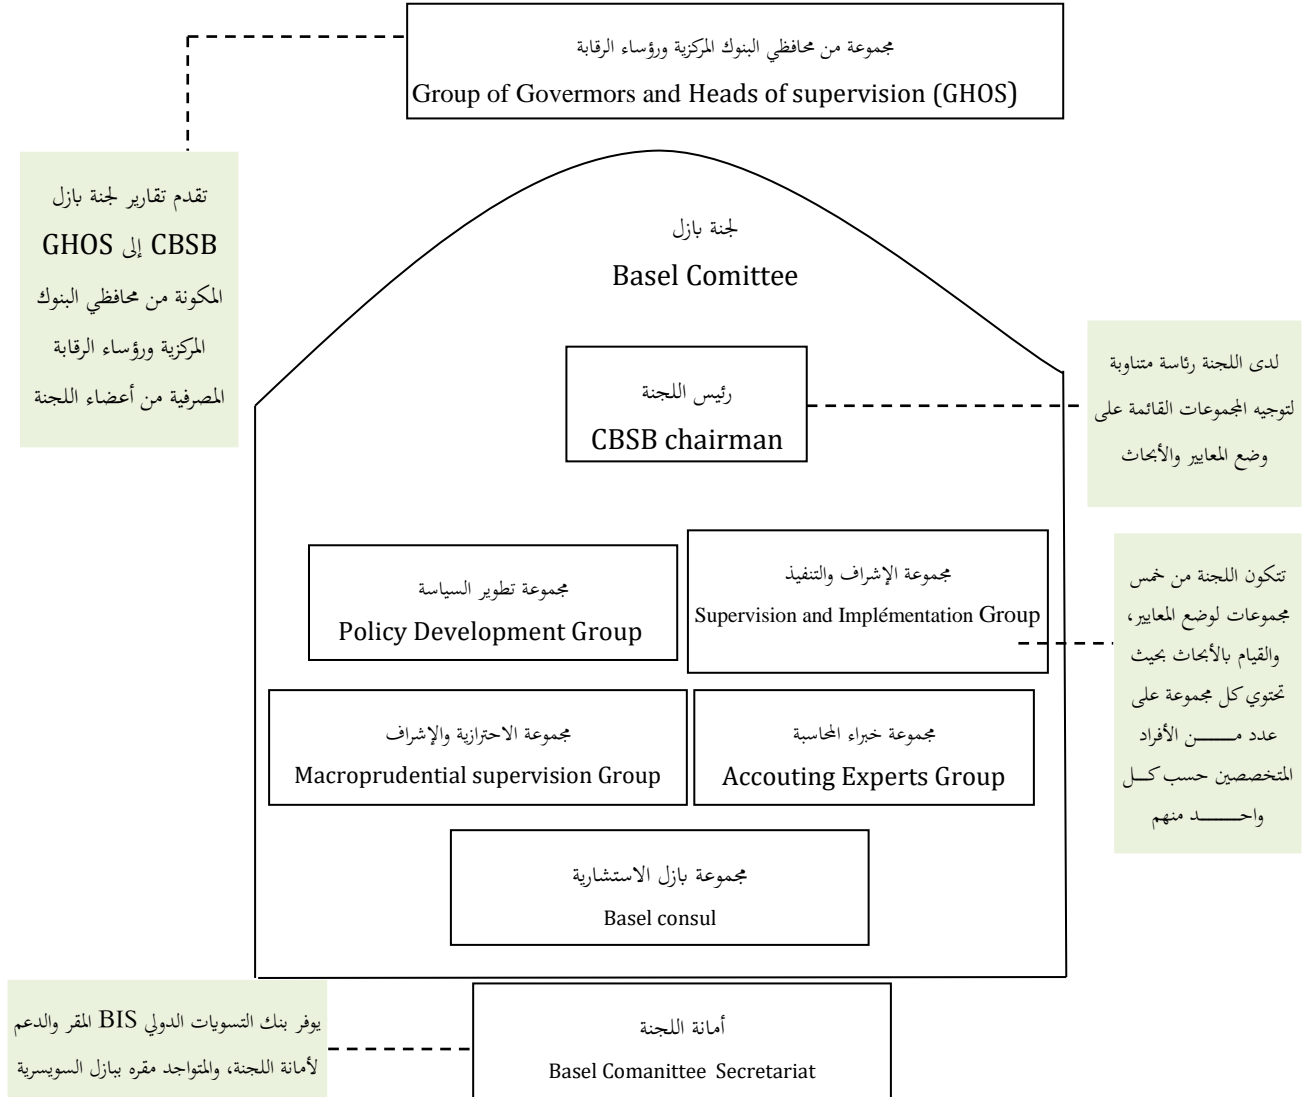 مجموعة من محافظي البنوك المركزية ورؤساء الرقابة
Group of Govermors and Heads of supervision (GHOS)
تقدم تقارير لجنة بازل
CBSB إلى GHOS
المكونة من محافظي البنوك
المركزية ورؤساء الرقابة
المصرفية من أعضاء اللجنة
لجنة بازل
Basel Comittee
رئيس اللجنة
CBSB chairman
لدى اللجنة رئاسة متناوبة
لتوجيه المجموعات القائمة على
وضع المعايير والأبحاث
مجموعة الإشراف والتنفيذ
Supervision and Implémentation Group
مجموعة تطوير السياسة
Policy Development Group
تتكون اللجنة من خمس
مجموعات لوضع المعايير،
والقيام بالأبحاث بحيث
تحتوي كل مجموعة على
عدد مـــــن الأفراد
المتخصصين حسب كـــل
واحـــــــد منهم
مجموعة خبراء المحاسبة
Accouting Experts Group
مجموعة الاحترازية والإشراف
Macroprudential supervision Group
مجموعة بازل الاستشارية
Basel consul
أمانة اللجنة
Basel Comanittee Secretariat
يوفر بنك التسويات الدولي BIS المقر والدعم
لأمانة اللجنة، والمتواجد مقره ببازل السويسرية